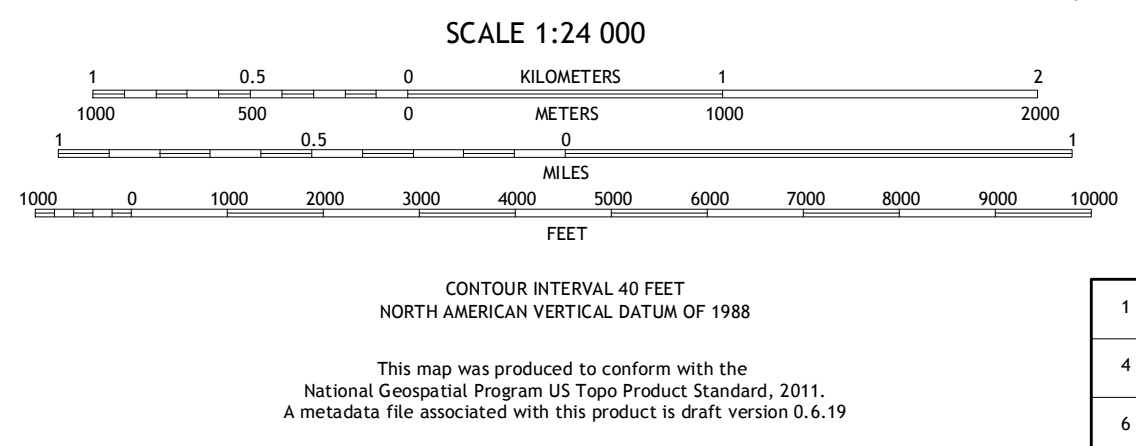 SCALE 1:24 000
1 0.5 0 KILOMETERS 1 2
1000 500 0 METERS 1000 2000
1 0.5 0 1
MILES
1000 0 1000 2000 3000 4000 5000 6000 7000 8000 9000 10000
FEET
CONTOUR INTERVAL 40 FEET
NORTH AMERICAN VERTICAL DATUM OF 1988
This map was produced to conform with the
National Geospatial Program US Topo Product Standard, 2011.
A metadata file associated with this product is draft version 0.6.19
1
4
6